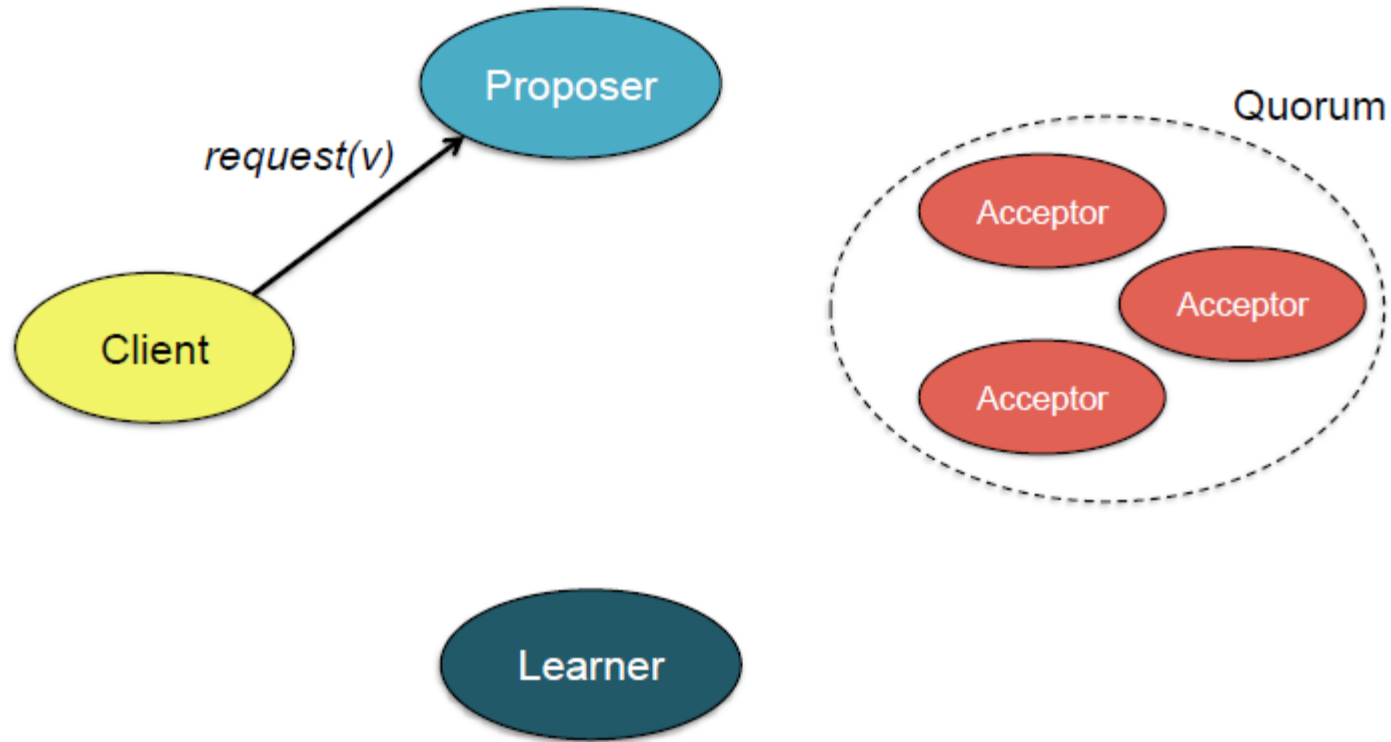 Proposer
Quorum
request(v)
Acceptor
Acceptor
Client
Acceptor
Learner